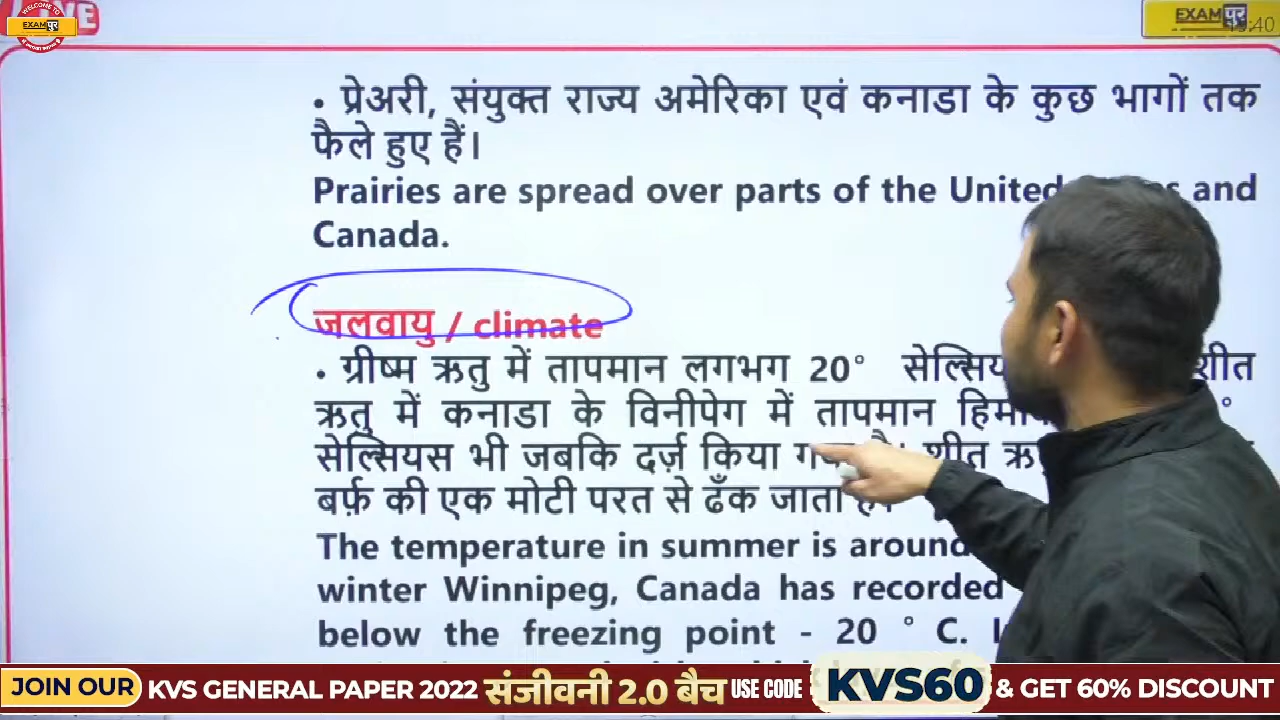 WELCOME TO
EXAM पुर
EXAM पुर
:40
• प्रेअरी, संयुक्त राज्य अमेरिका एवं कनाडा के कुछ भागों तक
फैले हुए हैं।
Prairies are spread over parts of the United and
Canada.
जलवायु / climate
• ग्रीष्म ऋतु में तापमान लगभग 20° शीत
ऋतु में कनाडा के विनीपेग में तापमान °
सेल्सियस भी जबकि दर्ज़ किया
बर्फ़ की एक मोटी परत से ढँक जाता
The temperature in summer is around
winter Winnipeg, Canada has recorded
below the freezing point - 20 ° C.
JOIN OUR KVS GENERAL PAPER 2022 संजीवनी 2.0 बैच USE CODE KVS60 & GET 60% DISCOUNT